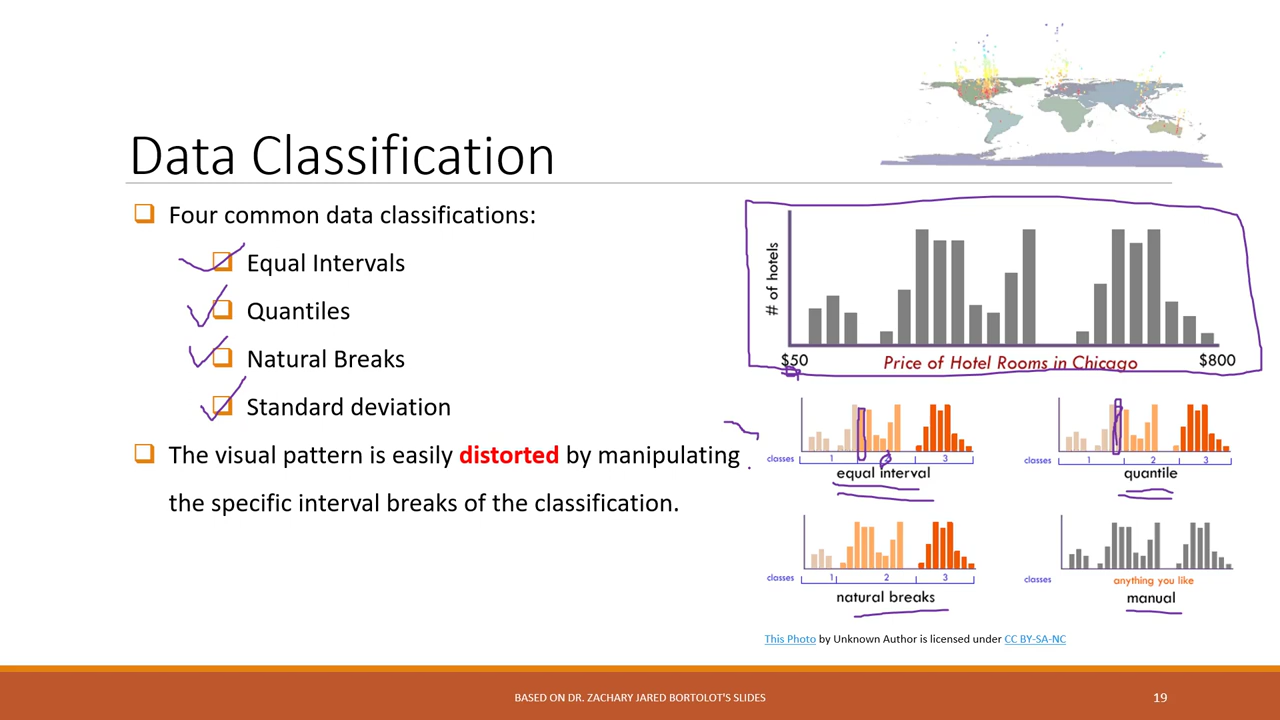 Data Classification
Four common data classifications:
Equal Intervals
Quantiles
Natural Breaks
Standard deviation
The visual pattern is easily distorted by manipulating
the specific interval breaks of the classification.
# of hotels
$50 Price of Hotel Rooms in Chicago $800
classes 1 2 3
equal interval
classes 1 2 3
quantile
classes 1 2 3
natural breaks
classes anything you like
manual
This Photo by Unknown Author is licensed under CC BY-SA-NC
BASED ON DR. ZACHARY JARED BORTOLOT'S SLIDES
19